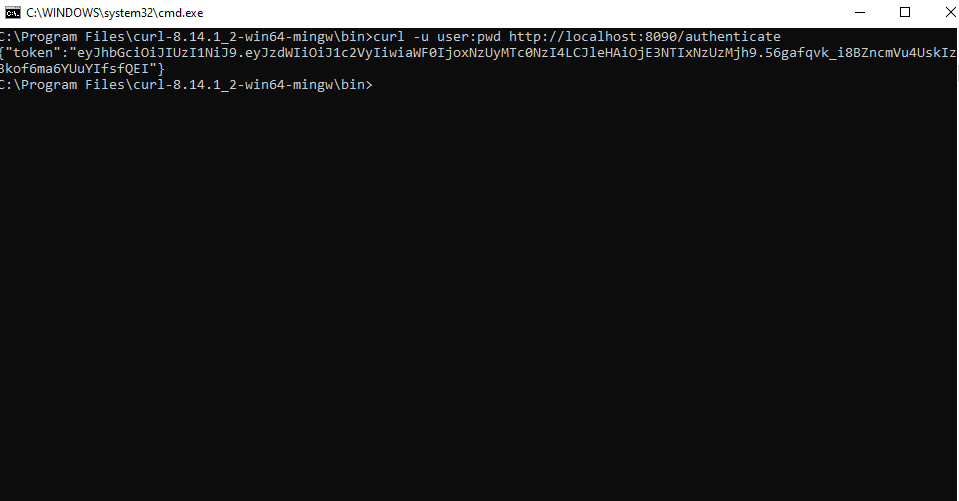 C:\WINDOWS\system32\cmd.exe
C:\Program Files\curl-8.14.1_2-win64-mingw\bin>curl -u user:pwd http://localhost:8090/authenticate
{"token":"eyJhbGciOiJIUzI1NiJ9.eyJzdWIiOiJ1c2VyIiwiaWF0IjoxNzUyMTc0NzI4LCJleHAiOjE3NTIxNzUzMjh9.56gafqvk_i8BZncmVu4UskIz
3kof6ma6YUuYIfsfQEI"}
C:\Program Files\curl-8.14.1_2-win64-mingw\bin>